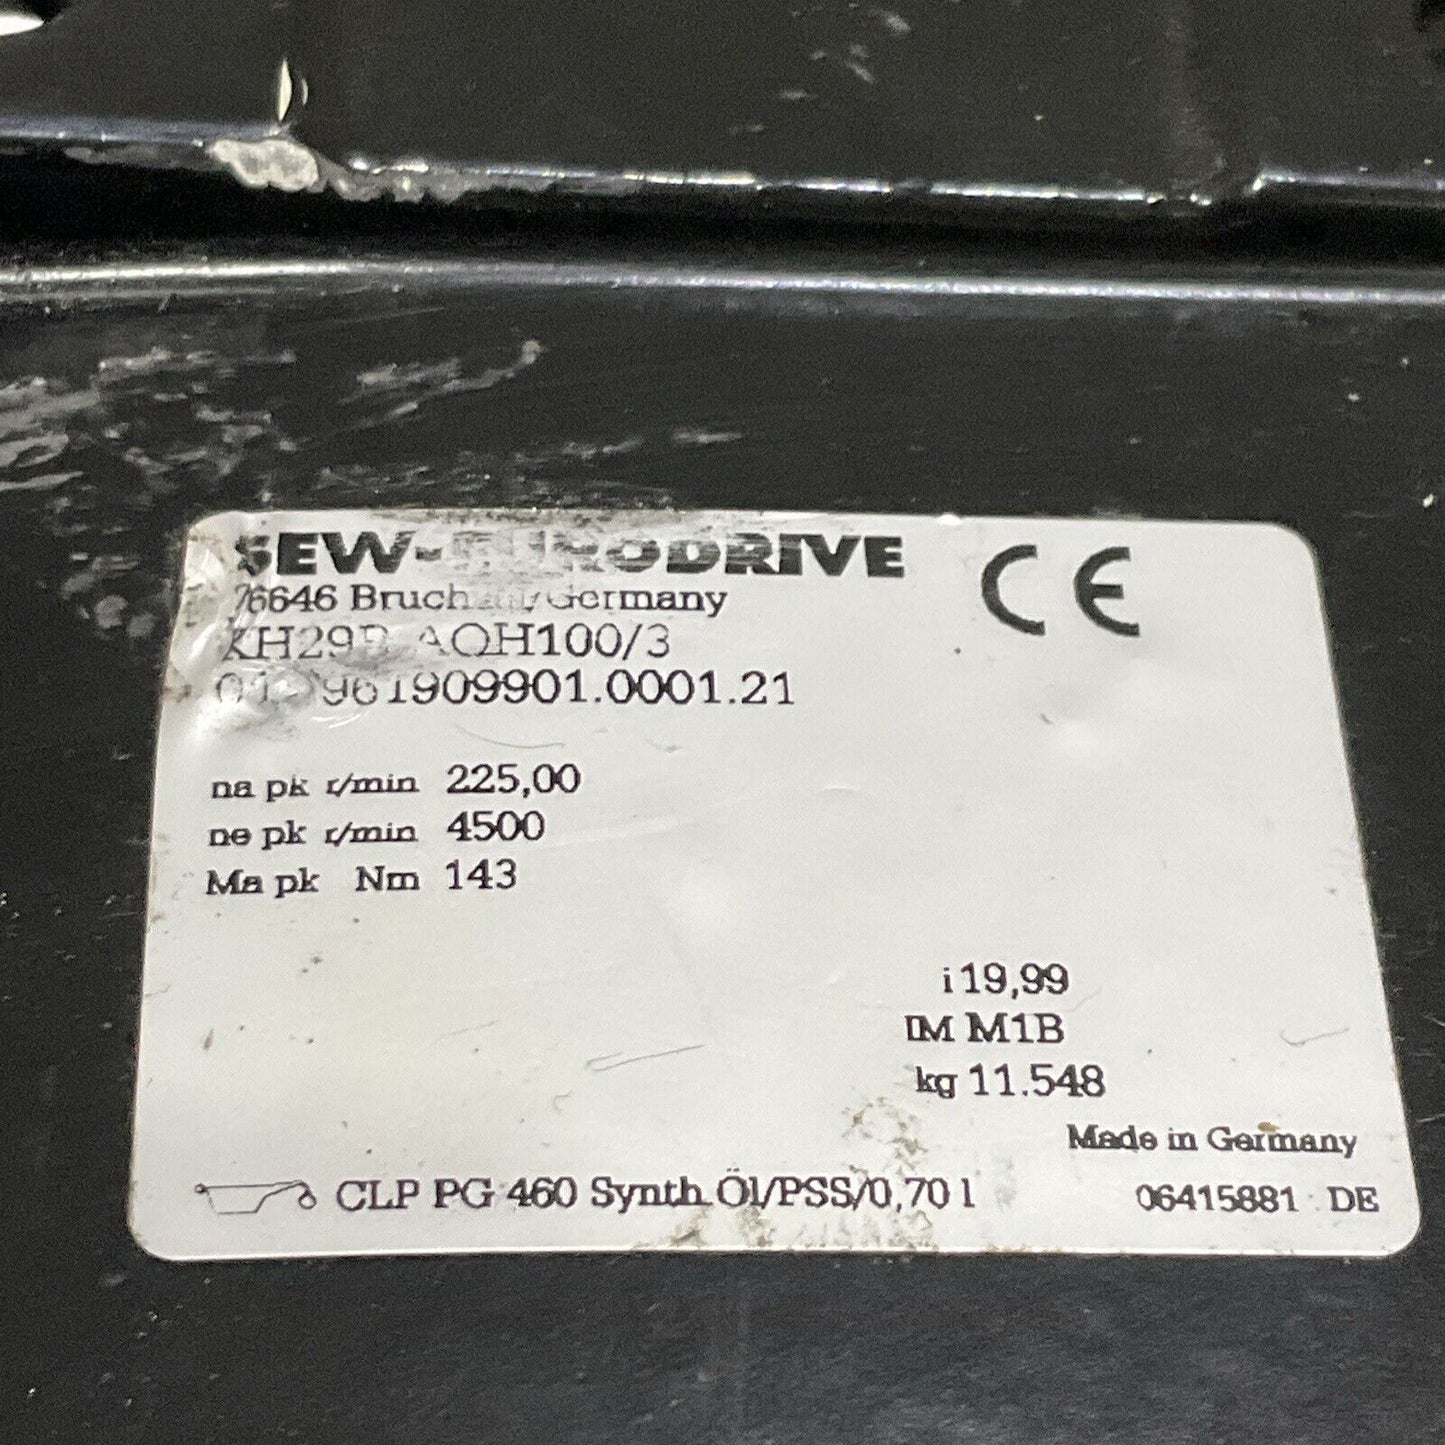 SEW-EURODRIVE
76646 Bruchsal/Germany
KH29B AQH100/3
961909901.0001.21
CE
na pk r/min 225,00
ne pk r/min 4500
Ma pk Nm 143
i 19,99
IM M1B
kg 11.548
Made in Germany
CLP PG 460 Synth.Öl/PSS/0,70 l
06415881 DE